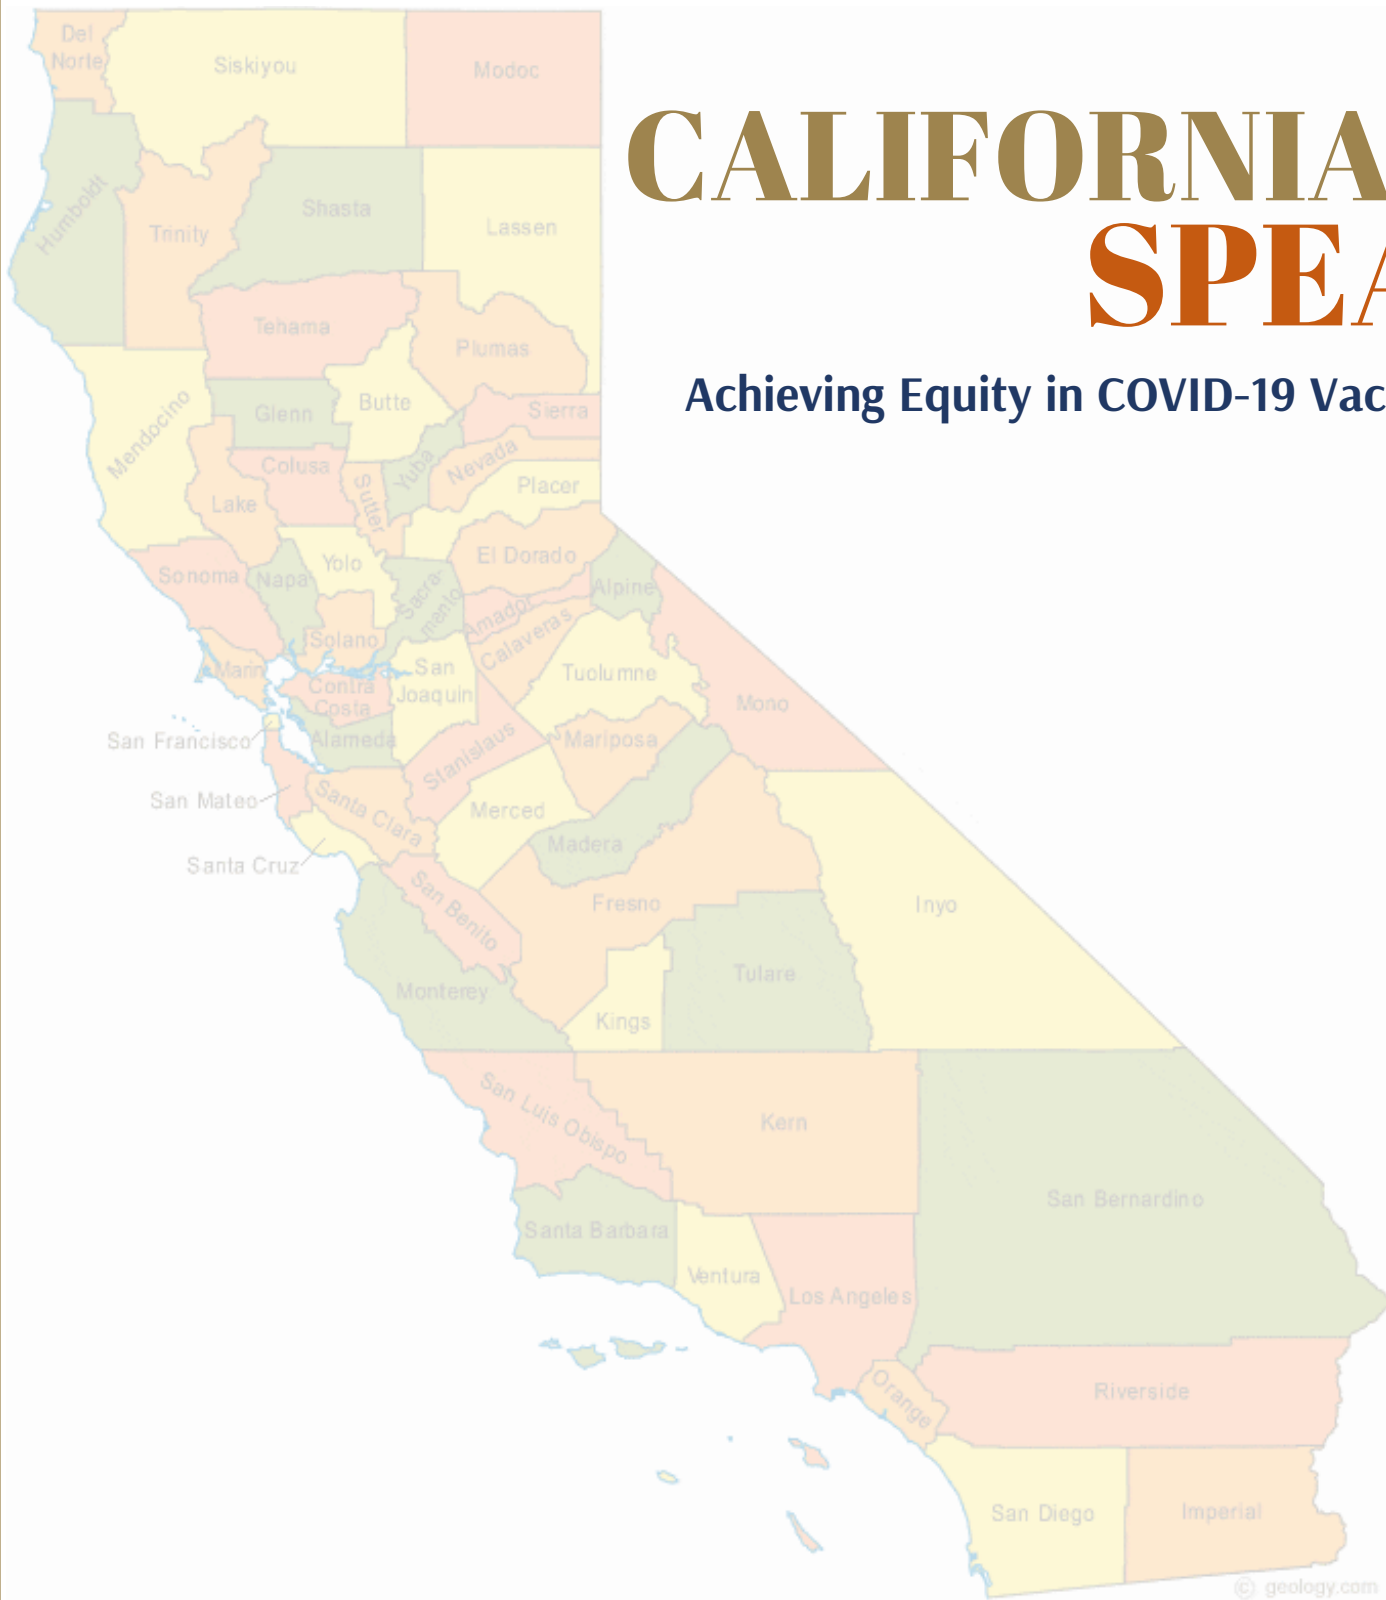 CALIFORNIA
SPEA
Achieving Equity in COVID-19 Vac
Del
Norte
Siskiyou
Modoc
Humboldt
Trinity
Shasta
Lassen
Tehama
Plumas
Mendocino
Glenn
Butte
Sierra
Colusa
Yuba
Nevada
Lake
Sutter
Placer
Sonoma
Napa
Yolo
El Dorado
Sacra-
mento
Alpine
Amador
Calaveras
Solano
Marin
San
Joaquin
Tuolumne
Contra
Costa
Mono
San Francisco
Alameda
Stanislaus
Mariposa
San Mateo
Santa Clara
Merced
Santa Cruz
Madera
San Benito
Fresno
Inyo
Monterey
Kings
Tulare
San Luis Obispo
Kern
San Bernardino
Santa Barbara
Ventura
Los Angeles
Orange
Riverside
San Diego
Imperial
© geology.com